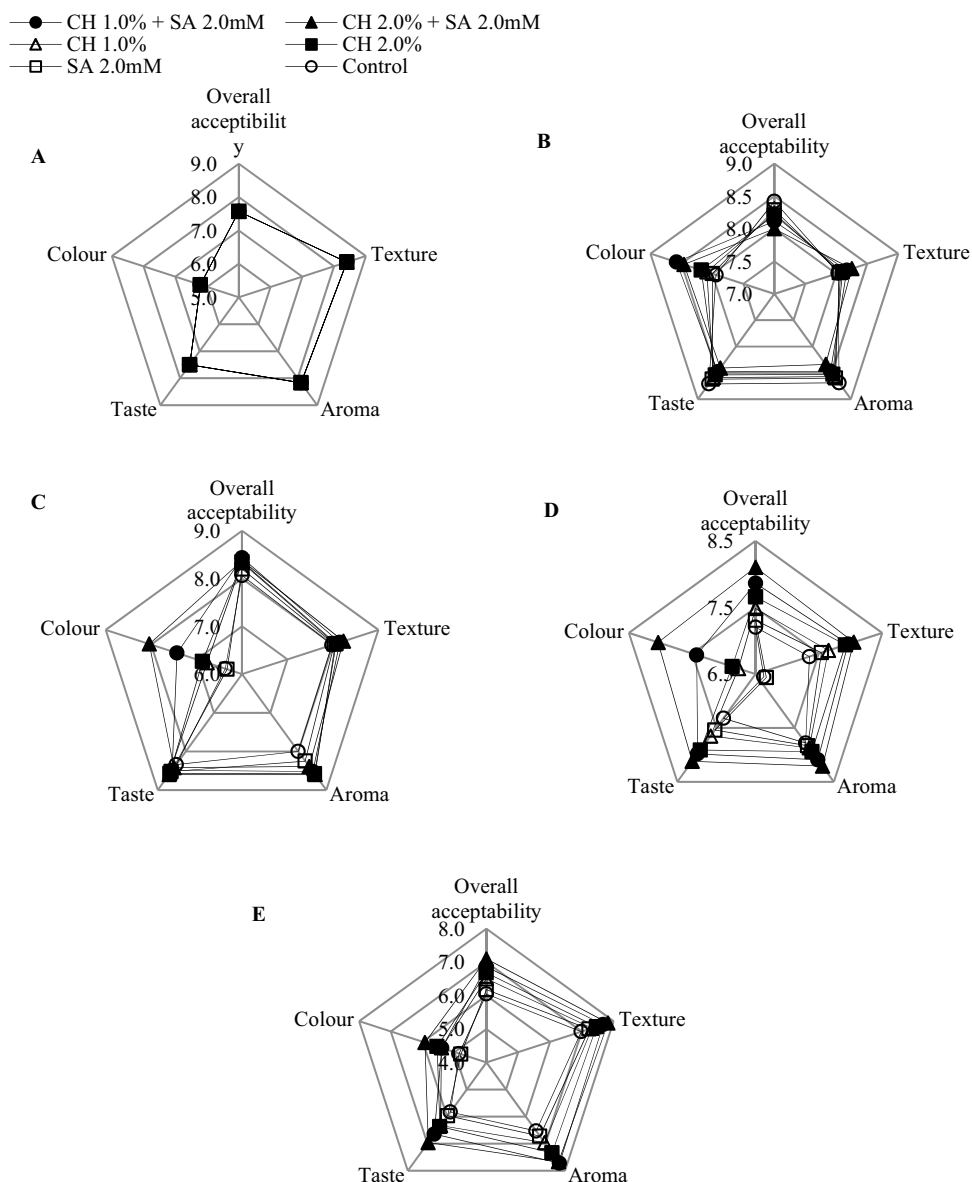 CH 1.0% + SA 2.0mM
CH 2.0% + SA 2.0mM
CH 1.0%
CH 2.0%
SA 2.0mM
Control
A
Overall
acceptibilit
y
9.0
8.0
7.0
6.0
5.0
Colour
Texture
Taste
Aroma
B
Overall
acceptability
9.0
8.5
8.0
7.5
7.0
Colour
Texture
Taste
Aroma
C
Overall
acceptability
9.0
8.0
7.0
6.0
Colour
Texture
Taste
Aroma
D
Overall
acceptability
8.5
7.5
6.5
Colour
Texture
Taste
Aroma
E
Overall
acceptability
8.0
7.0
6.0
5.0
4.0
Colour
Texture
Taste
Aroma